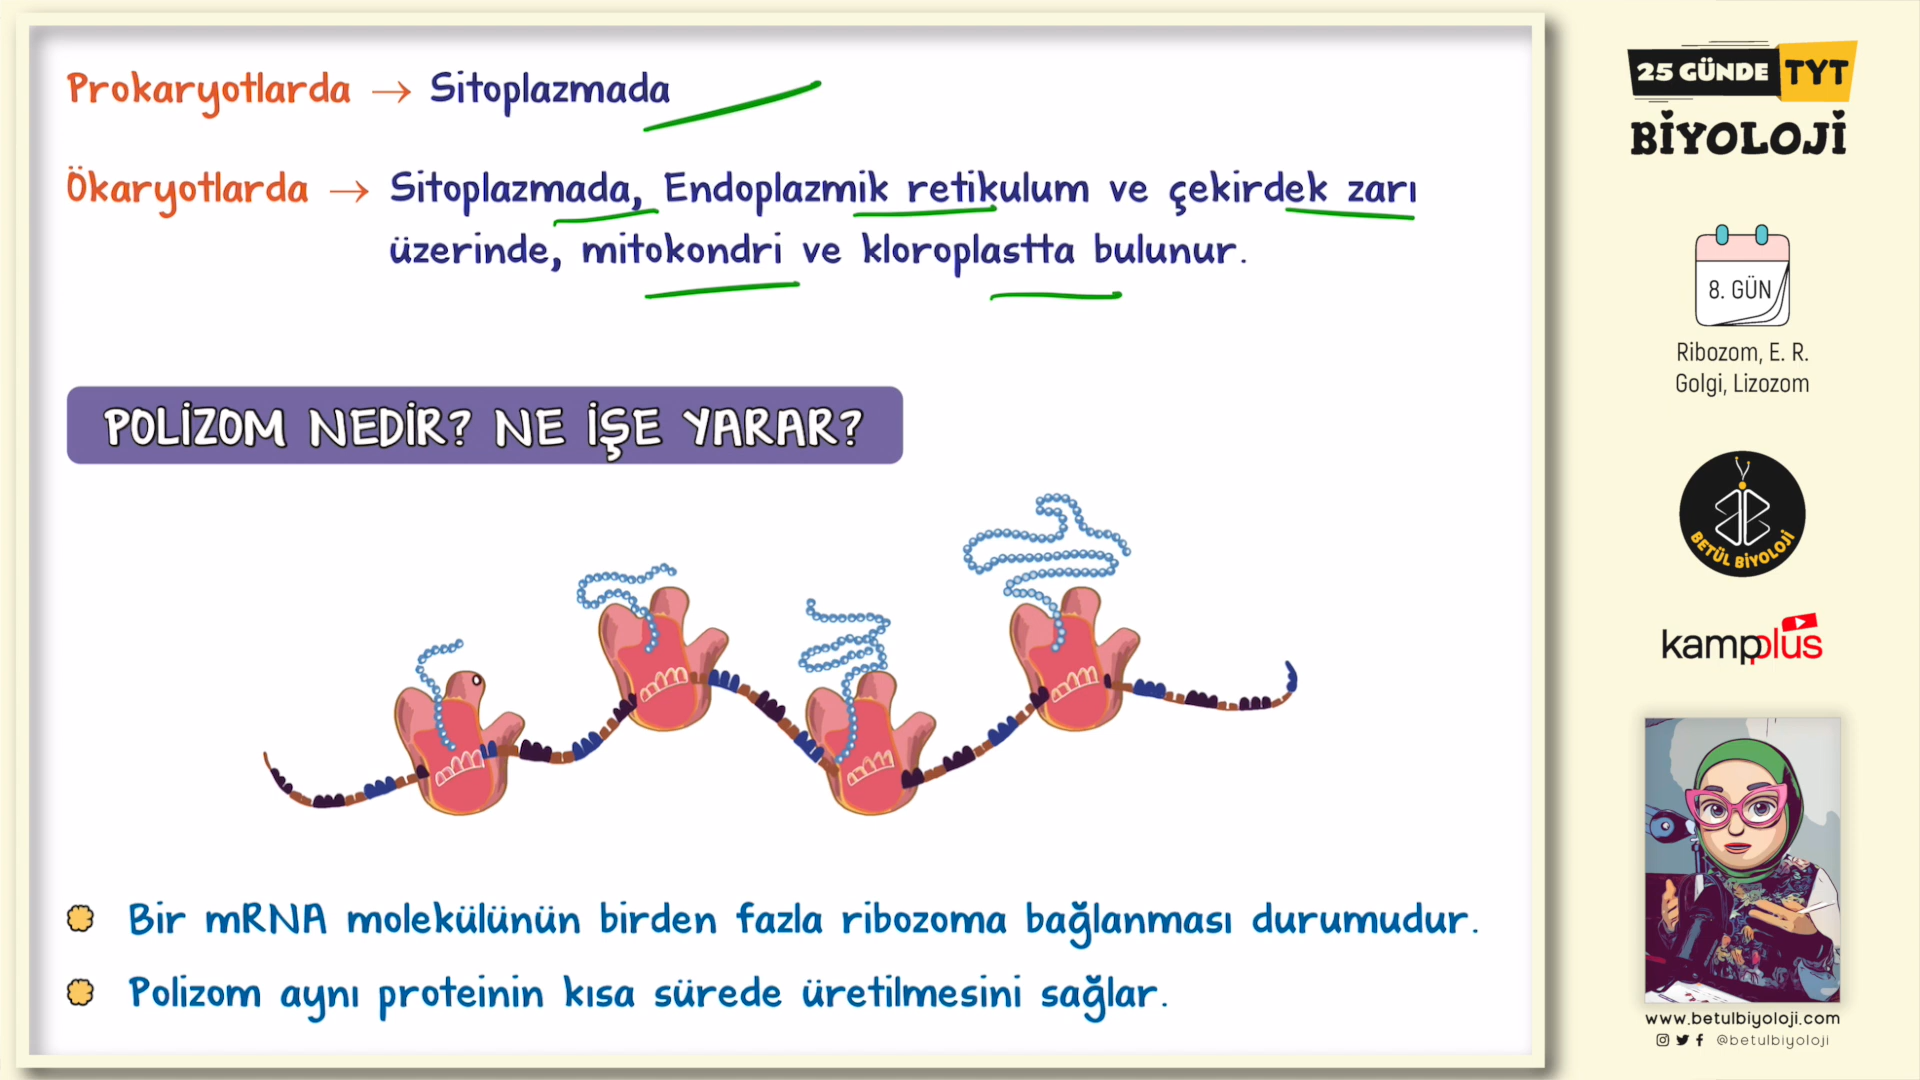 Prokaryotlarda → Sitoplazmada
Ökaryotlarda → Sitoplazmada, Endoplazmik retikulum ve çekirdek zarı
üzerinde, mitokondri ve kloroplastta bulunur.
POLİZOM NEDİR? NE İŞE YARAR?
Bir mRNA molekülünün birden fazla ribozoma bağlanması durumudur.
Polizom aynı proteinin kısa sürede üretilmesini sağlar.
25 GÜNDE TYT
BİYOLOJİ
8. GÜN
Ribozom, E. R.
Golgi, Lizozom
BETÜL BİYOLOJİ
kampplus
www.betulbiyoloji.com
@betulbiyoloji